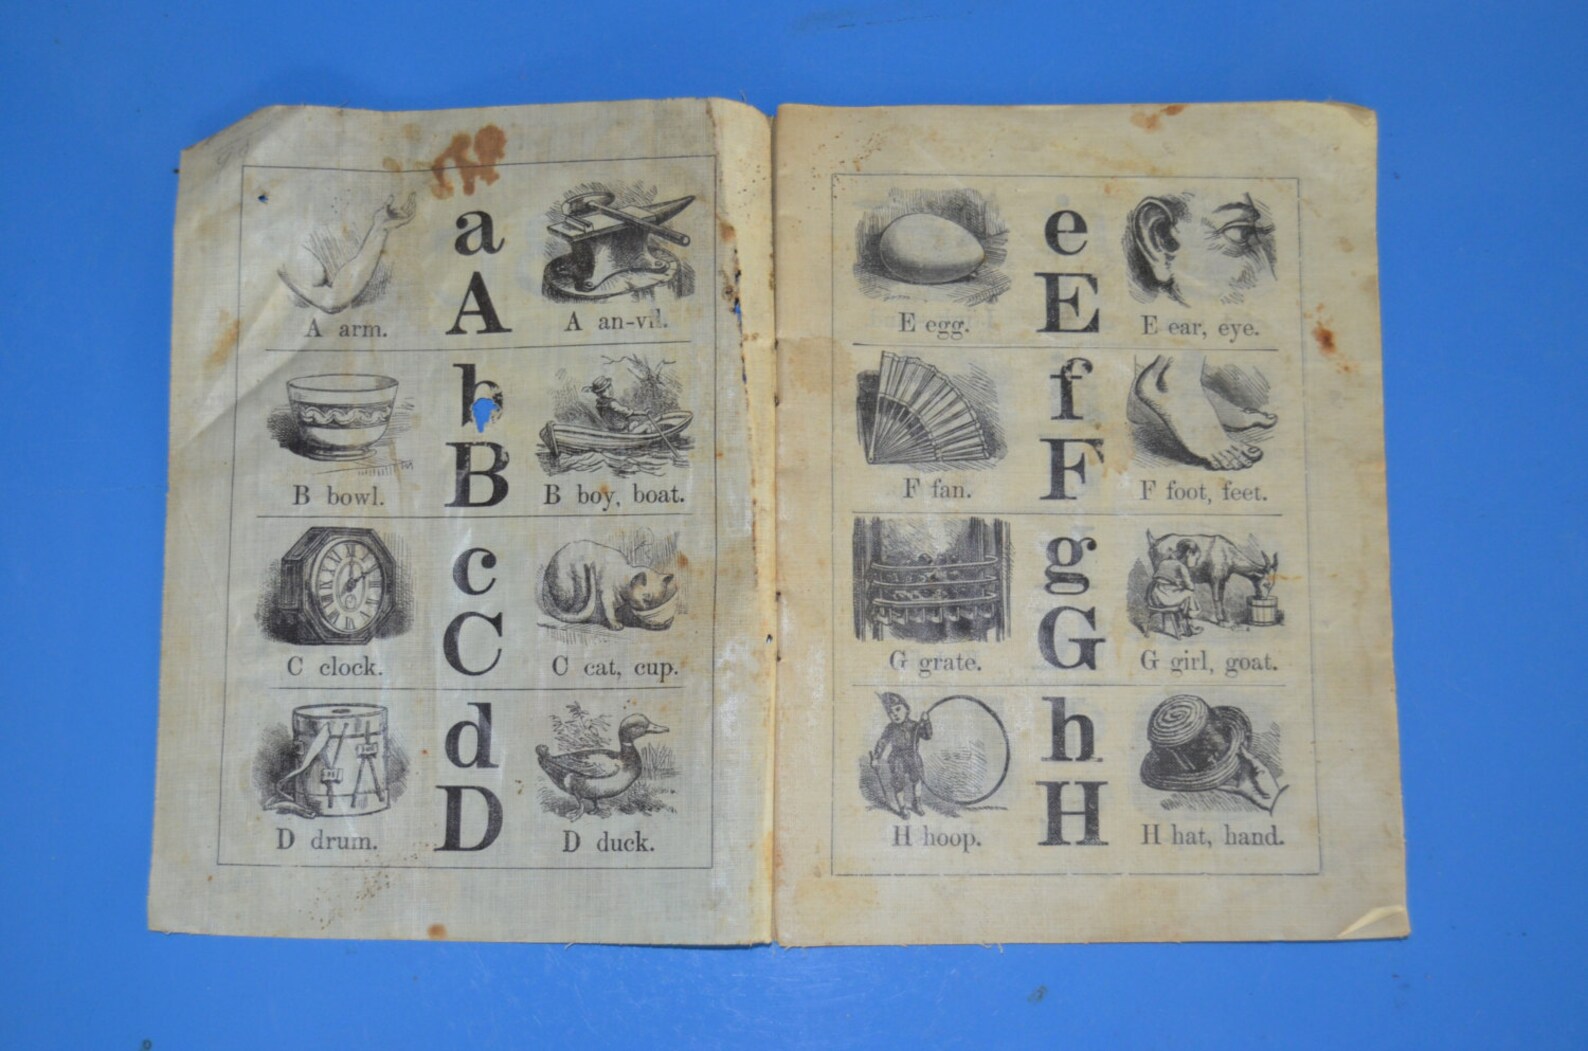 a
A
A arm.
A an-vil.
b
B
B bowl.
B boy, boat.
c
C
C clock.
C cat, cup.
d
D
D drum.
D duck.
e
E
E egg.
E ear, eye.
f
F
F fan.
F foot, feet.
g
G
G grate.
G girl, goat.
h
H
H hoop.
H hat, hand.